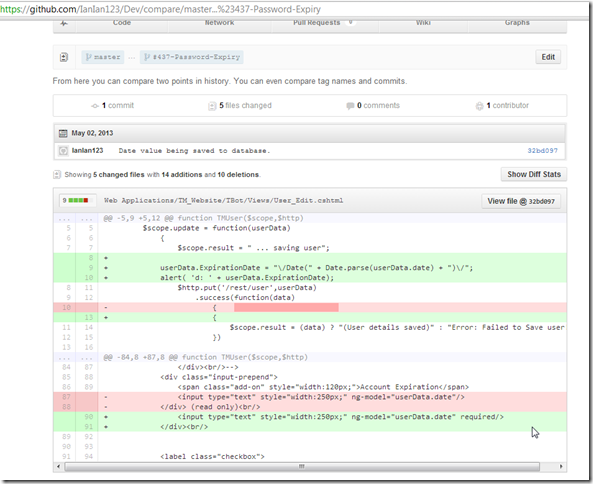 https://github.com/Ianlan123/Dev/compare/master...%23437-Password-Expiry
Code Network Pull Requests 0 Wiki Graphs
master ... #437-Password-Expiry Edit
From here you can compare two points in history. You can even compare tag names and commits.
1 commit 5 files changed 0 comments 1 contributor
May 02, 2013
Ianlan123 Date value being saved to database. 32bd097
Showing 5 changed files with 14 additions and 10 deletions. Show Diff Stats
9 Web Applications/TM_Website/THot/Views/User_Edit.cshtml View file @ 32bd097
... ... @@ -5,9 +5,12 @@ function TMUser($scope,$http)
5 5 $scope.update = function(userData)
6 6 {
7 7 $scope.result = " ... saving user";
8 +
9 + userData.ExpirationDate = "\/Date(" + Date.parse(userData.date) + ")\/";
10 + alert( 'd: ' + userData.ExpirationDate);
8 11 $http.put('/rest/user',userData)
9 12 .success(function(data)
10 - {
13 + {
11 14 $scope.result = (data) ? "(User details saved)" : "Error: Failed to Save user
12 15 })
13 16
... ... @@ -84,8 +87,8 @@ function TMUser($scope,$http)
84 87 </div><br/>-->
85 88 <div class="input-prepend">
86 89 <span class="add-on" style="width:120px;">Account Expiration</span>
87 - <input type="text" style="width:250px;" ng-model="userData.date"/>
88 - </div> (read only)<br/>
90 + <input type="text" style="width:250px;" ng-model="userData.date" required/>
91 + </div><br/>
89 92
90 93
91 94 <label class="checkbox">